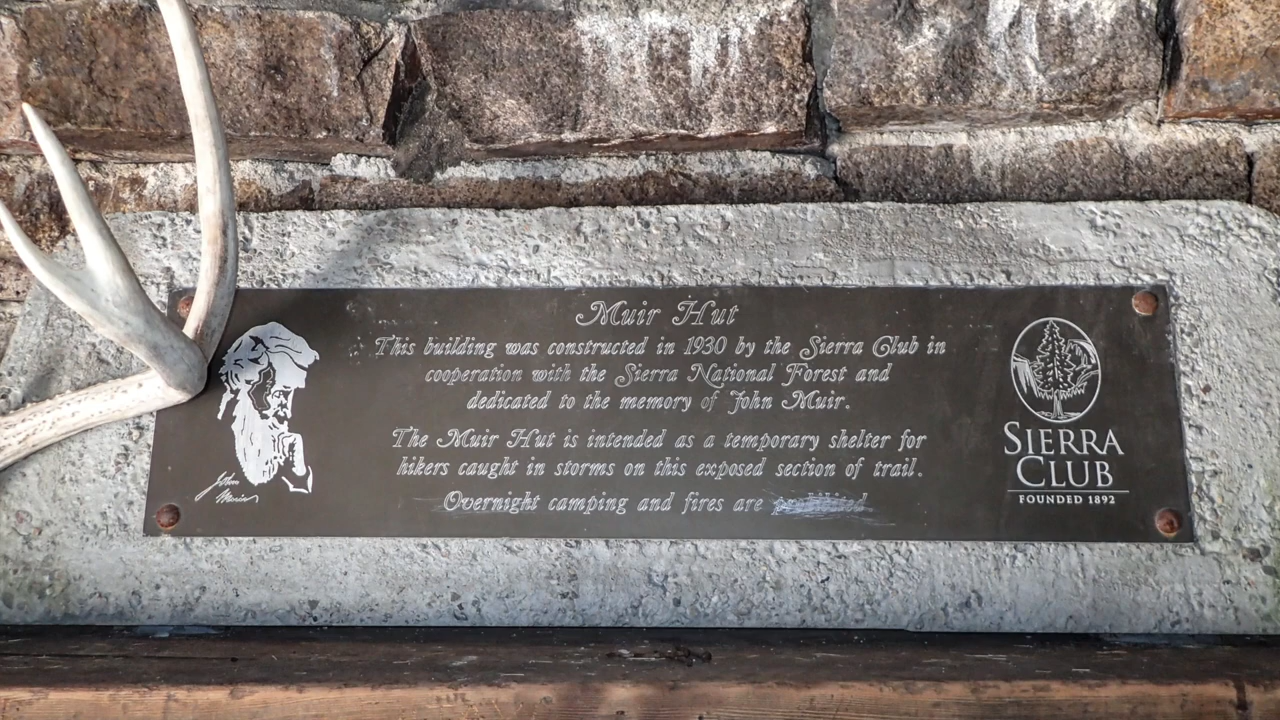 Muir Hut
This building was constructed in 1930 by the Sierra Club in
cooperation with the Sierra National Forest and
dedicated to the memory of John Muir.
The Muir Hut is intended as a temporary shelter for
hikers caught in storms on this exposed section of trail.
Overnight camping and fires are
John
Muir
SIERRA
CLUB
FOUNDED 1892